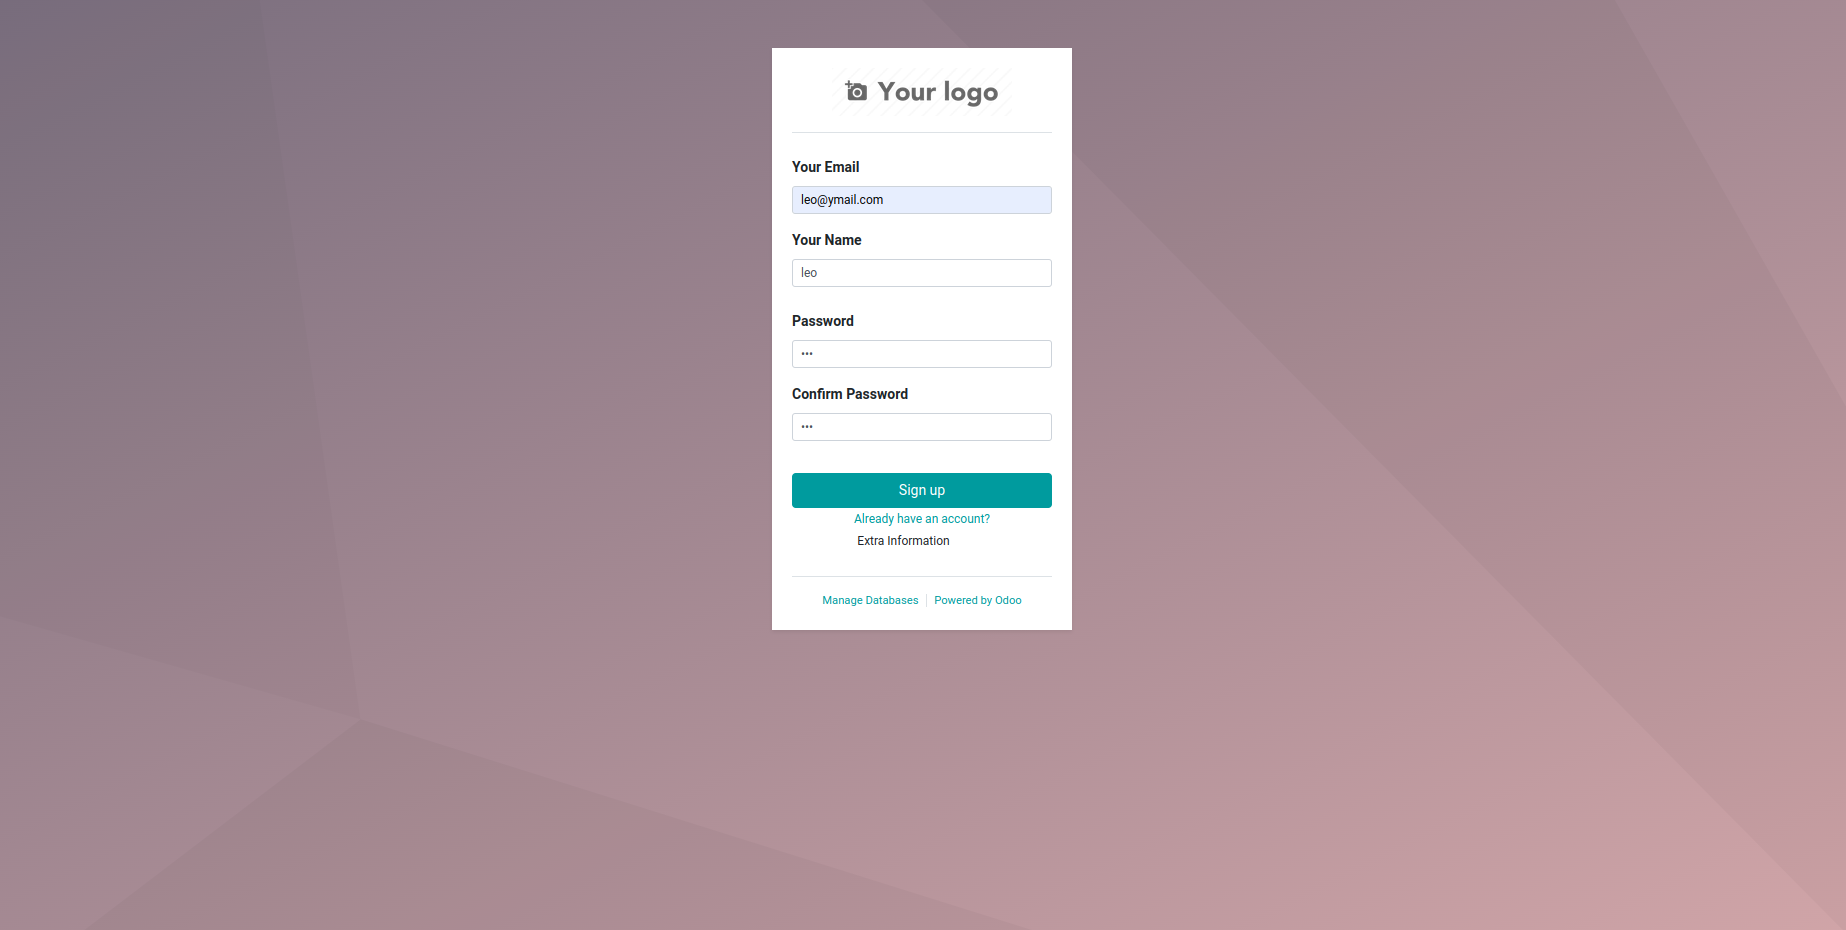 Your logo
Your Email
leo@ymail.com
Your Name
leo
Password
•••
Confirm Password
•••
Sign up
Already have an account?
Extra Information
Manage Databases | Powered by Odoo